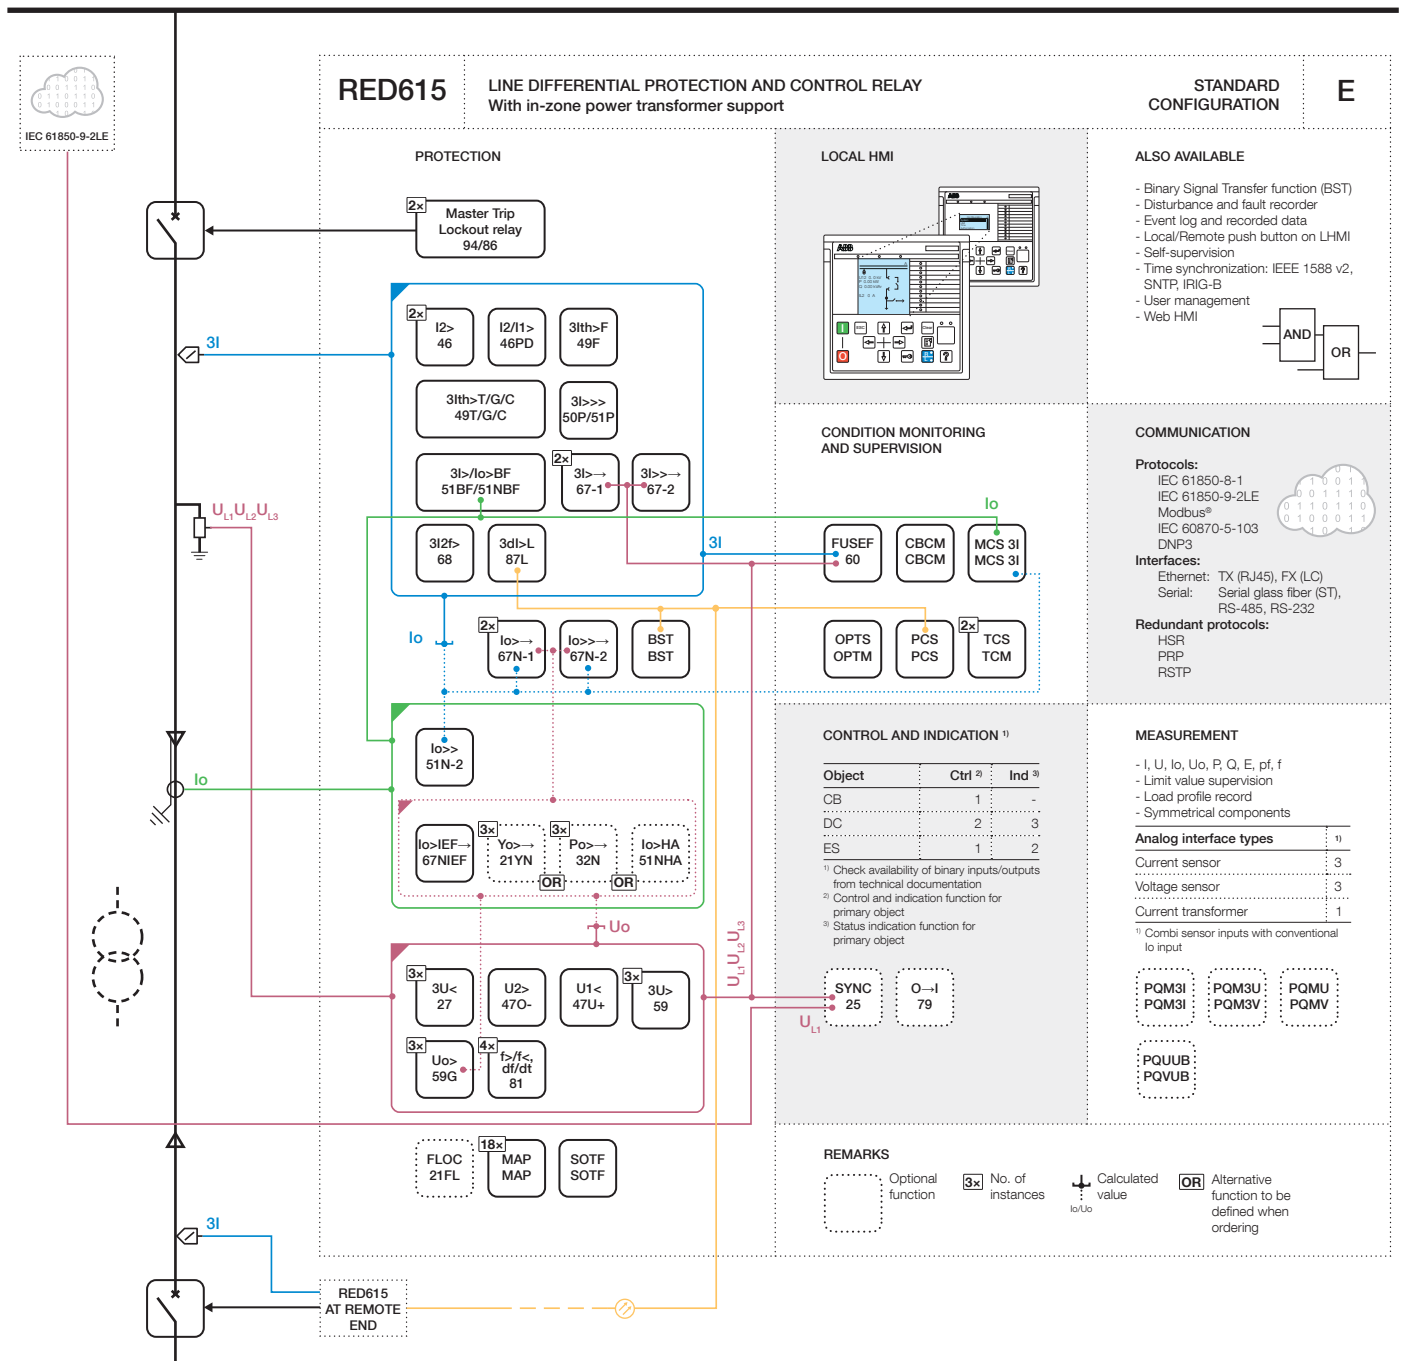 IEC 61850-9-2LE
RED615
LINE DIFFERENTIAL PROTECTION AND CONTROL RELAY
With in-zone power transformer support
STANDARD
CONFIGURATION
E
PROTECTION
2×
Master Trip
Lockout relay
94/86
3I
2×
I2>
46
I2/I1>
46PD
3Ith>F
49F
3Ith>T/G/C
49T/G/C
3I>>>
50P/51P
3I>/Io>BF
51BF/51NBF
2×
3I>→
67-1
3I>>→
67-2
3I2f>
68
3dI>L
87L
UL1UL2UL3
Io
2×
Io>→
67N-1
Io>>→
67N-2
BST
BST
Io>>
51N-2
Io
Io>IEF→
67NIEF
3×
Yo>→
21YN
OR
3×
Po>→
32N
OR
Io>HA
51NHA
Uo
3×
3U<
27
U2>
47O-
U1<
47U+
3×
3U>
59
3×
Uo>
59G
4×
f>/f<,
df/dt
81
FLOC
21FL
18×
MAP
MAP
SOTF
SOTF
3I
RED615
AT REMOTE
END
LOCAL HMI
ABB
ABB
ESC
Clear
I
O
?
?
CONDITION MONITORING
AND SUPERVISION
Io
3I
FUSEF
60
CBCM
CBCM
MCS 3I
MCS 3I
OPTS
OPTM
PCS
PCS
2×
TCS
TCM
CONTROL AND INDICATION 1)
Object Ctrl 2) Ind 3)
CB 1 -
DC 2 3
ES 1 2
1) Check availability of binary inputs/outputs
from technical documentation
2) Control and indication function for
primary object
3) Status indication function for
primary object
UL1UL2UL3
UL1
SYNC
25
O→I
79
ALSO AVAILABLE
- Binary Signal Transfer function (BST)
- Disturbance and fault recorder
- Event log and recorded data
- Local/Remote push button on LHMI
- Self-supervision
- Time synchronization: IEEE 1588 v2,
SNTP, IRIG-B
- User management
- Web HMI
AND
OR
COMMUNICATION
Protocols:
IEC 61850-8-1
IEC 61850-9-2LE
Modbus®
IEC 60870-5-103
DNP3
Interfaces:
Ethernet: TX (RJ45), FX (LC)
Serial: Serial glass fiber (ST),
RS-485, RS-232
Redundant protocols:
HSR
PRP
RSTP
MEASUREMENT
- I, U, Io, Uo, P, Q, E, pf, f
- Limit value supervision
- Load profile record
- Symmetrical components
Analog interface types 1)
Current sensor 3
Voltage sensor 3
Current transformer 1
1) Combi sensor inputs with conventional
Io input
PQM3I
PQM3I
PQM3U
PQM3V
PQMU
PQMV
PQUUB
PQVUB
REMARKS
Optional
function
3×
No. of
instances
Io/Uo
Calculated
value
OR
Alternative
function to be
defined when
ordering